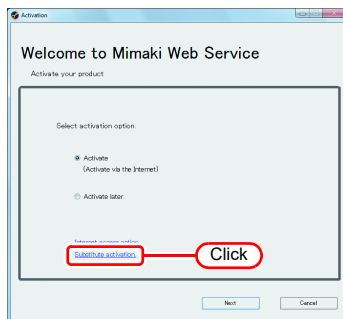 Activation
Welcome to Mimaki Web Service
Activate your product
Select activation option.
Activate
(Activate via the Internet)
Activate later.
Internet access option
Substitute activation.
Click
Next
Cancel